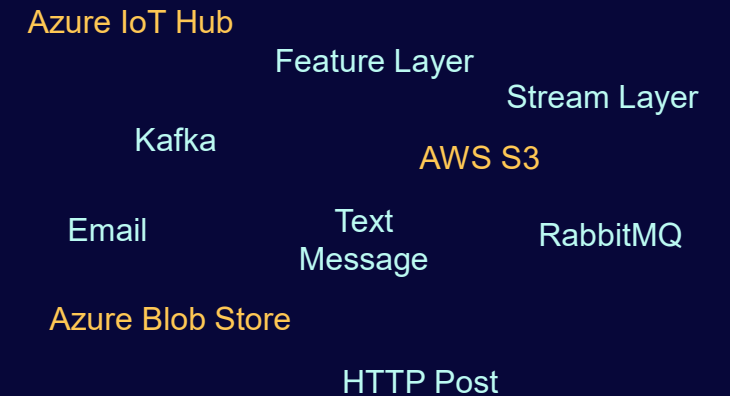 Azure IoT Hub
Feature Layer
Stream Layer
Kafka
AWS S3
Email
Text
Message
RabbitMQ
Azure Blob Store
HTTP Post